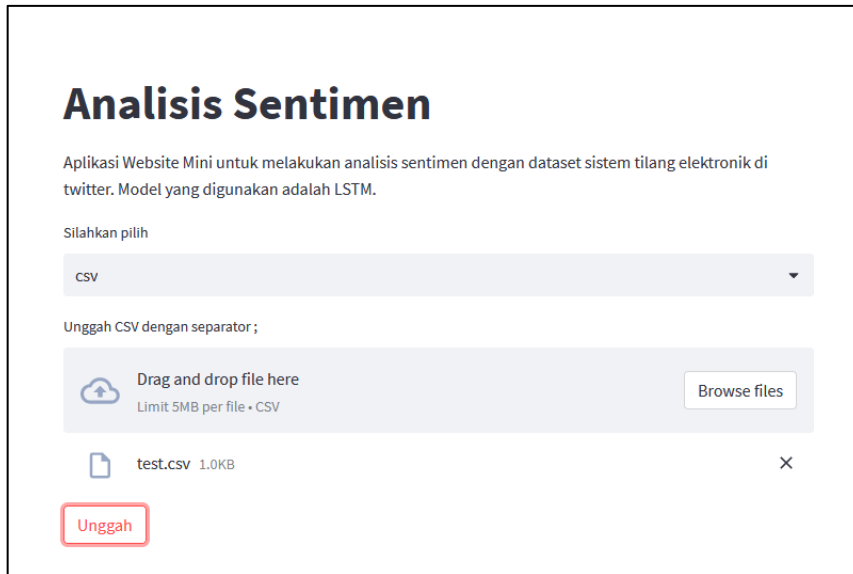 Analisis Sentimen
Aplikasi Website Mini untuk melakukan analisis sentimen dengan dataset sistem tilang elektronik di
twitter. Model yang digunakan adalah LSTM.
Silahkan pilih
csv
Unggah CSV dengan separator ;
Drag and drop file here
Limit 5MB per file • CSV
Browse files
test.csv 1.0KB
Unggah